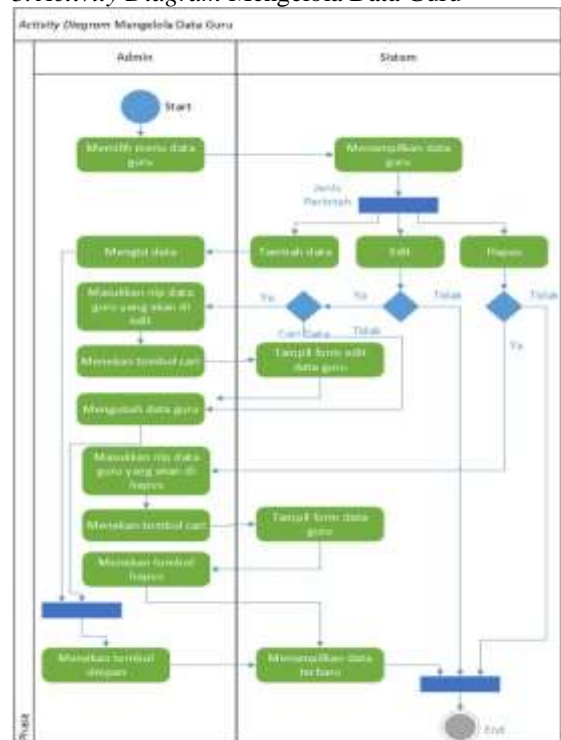 Activity Diagram Mengelola Data Guru
Activity Diagram Mengelola Data Guru
Admin
Sistem
Start
Memilih menu data
guru
Menampilkan data
guru
Jenis
Perintah
Mengisi data
Tambah data
Edit
Hapus
Masukkan nip data
guru yang akan di
edit
Ya
Ya
Tidak
Tidak
Cari Data
Tidak
Ya
Menekan tombol cari
Tampil form edit
data guru
Mengubah data guru
Masukkan nip data
guru yang akan di
hapus
Menekan tombol cari
Tampil form data
guru
Menekan tombol
hapus
Menekan tombol
simpan
Menampilkan data
terbaru
Phase
End